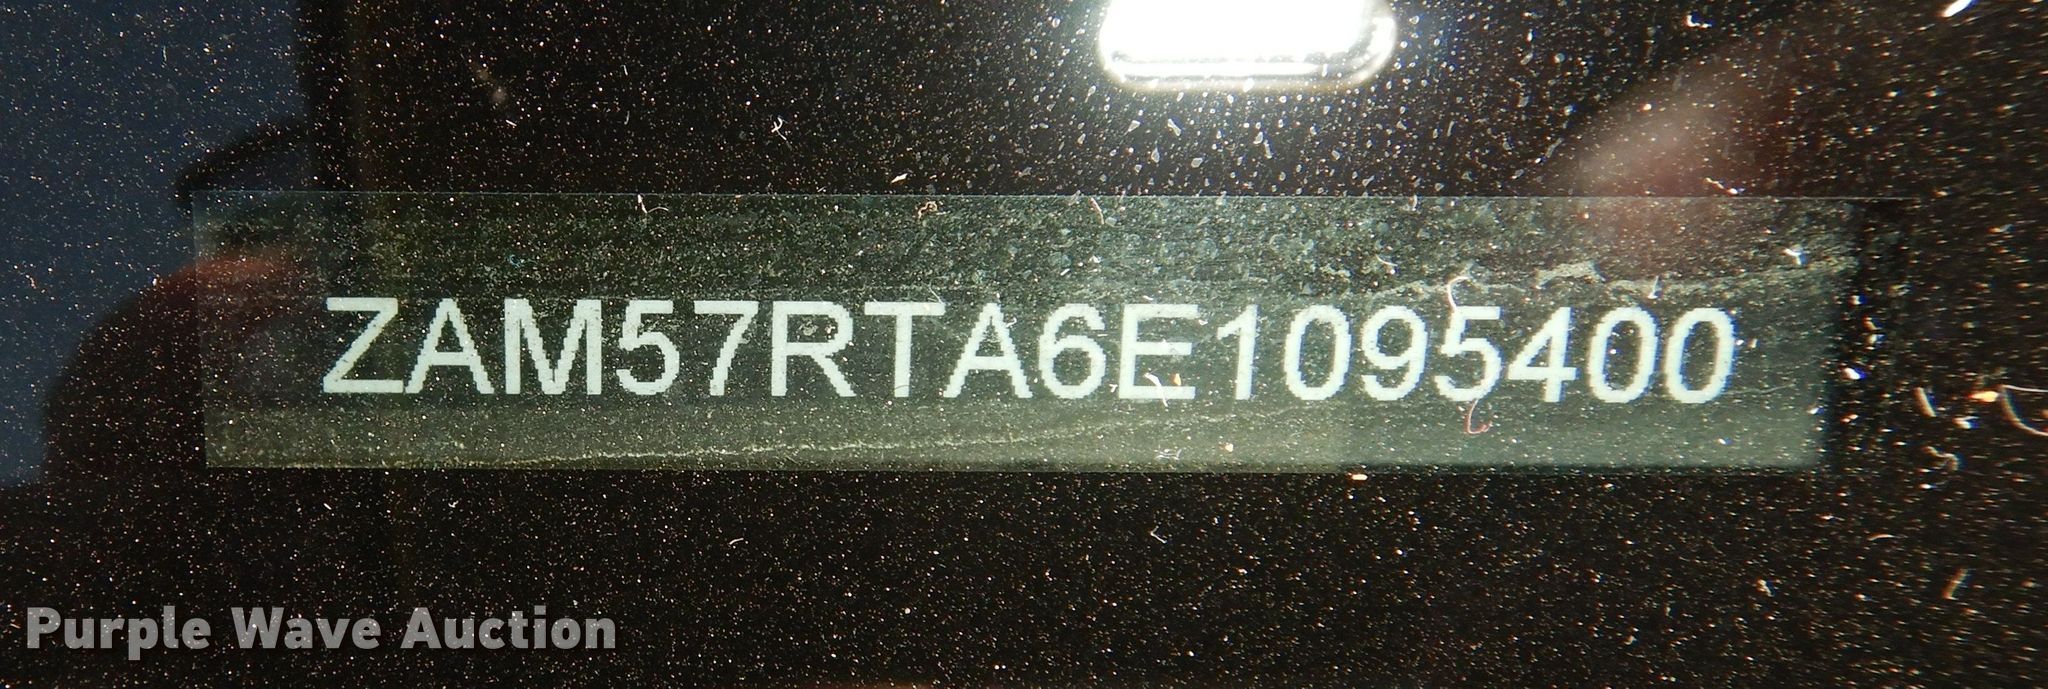 ZAM57RTA6E1095400
Purple Wave Auction